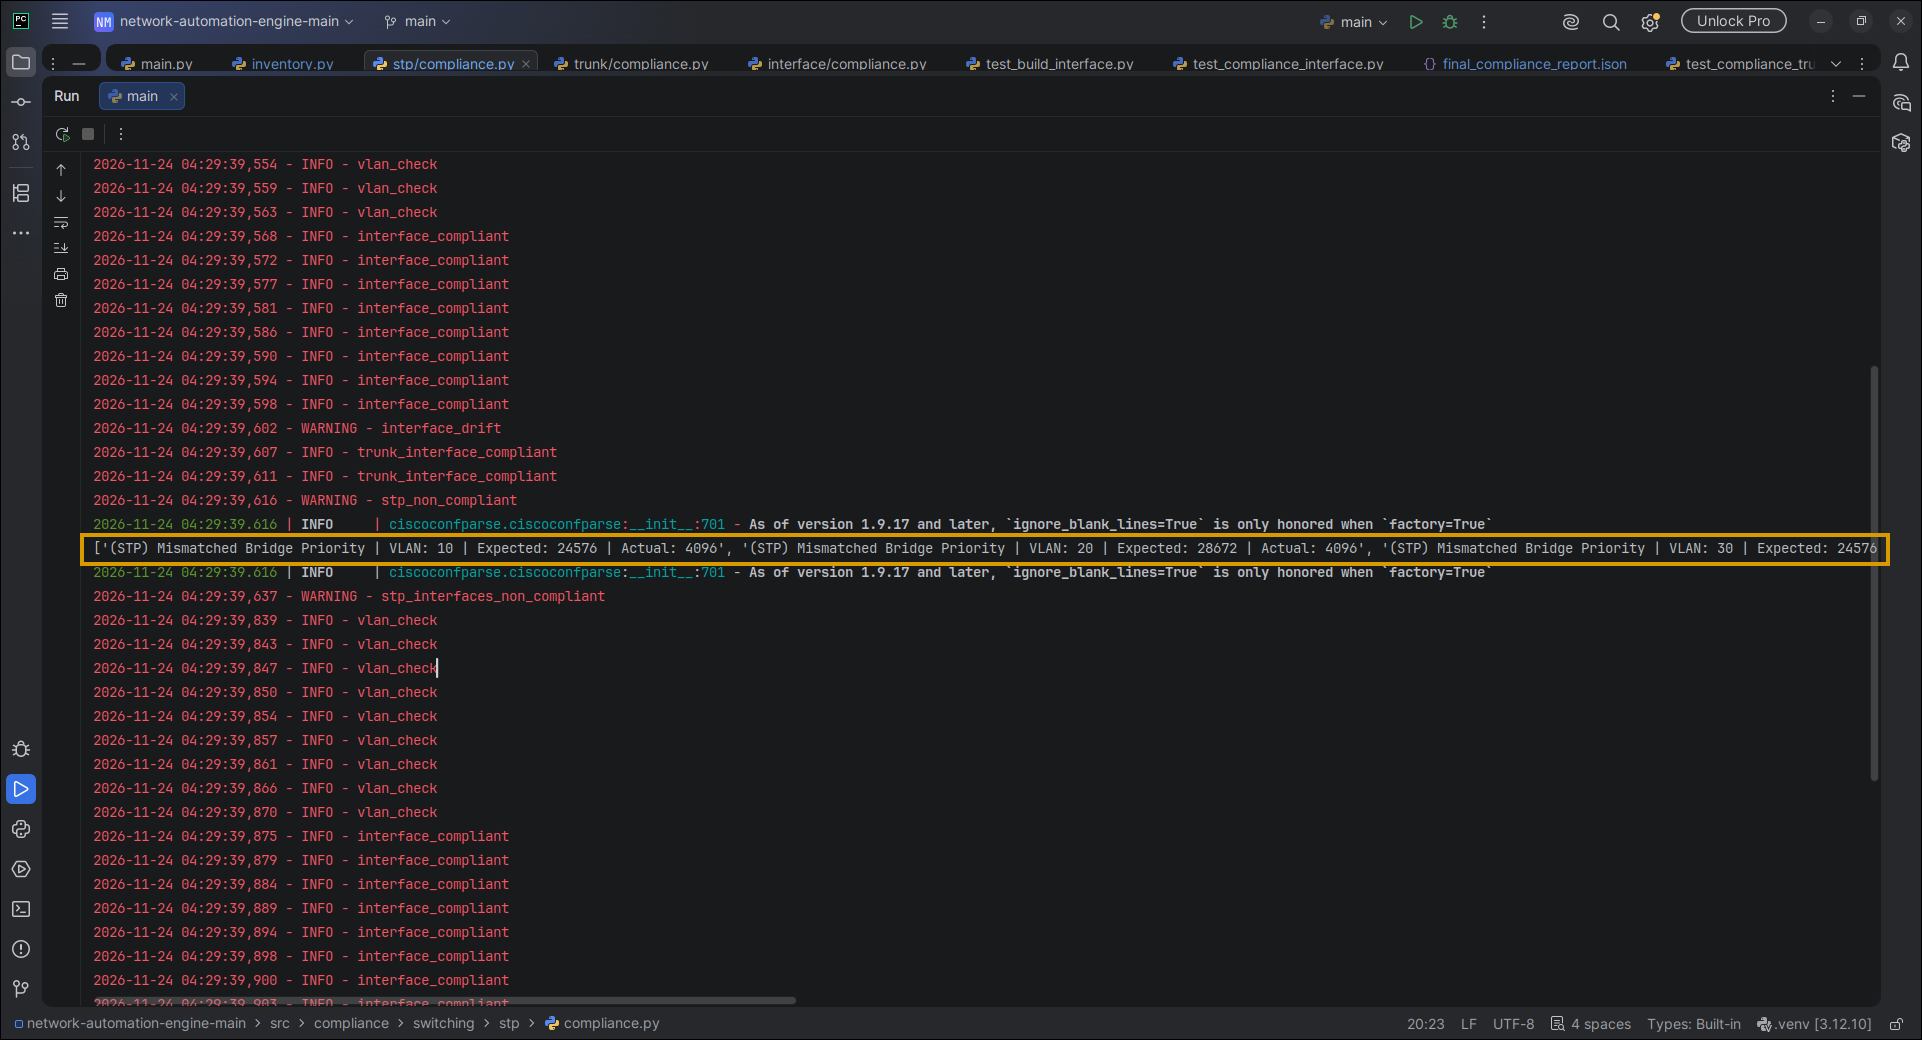 PC
NM network-automation-engine-main main main Unlock Pro
main.py inventory.py stp/compliance.py trunk/compliance.py interface/compliance.py test_build_interface.py test_compliance_interface.py {} final_compliance_report.json test_compliance_tru
Run main
2026-11-24 04:29:39,554 - INFO - vlan_check
2026-11-24 04:29:39,559 - INFO - vlan_check
2026-11-24 04:29:39,563 - INFO - vlan_check
2026-11-24 04:29:39,568 - INFO - interface_compliant
2026-11-24 04:29:39,572 - INFO - interface_compliant
2026-11-24 04:29:39,577 - INFO - interface_compliant
2026-11-24 04:29:39,581 - INFO - interface_compliant
2026-11-24 04:29:39,586 - INFO - interface_compliant
2026-11-24 04:29:39,590 - INFO - interface_compliant
2026-11-24 04:29:39,594 - INFO - interface_compliant
2026-11-24 04:29:39,598 - INFO - interface_compliant
2026-11-24 04:29:39,602 - WARNING - interface_drift
2026-11-24 04:29:39,607 - INFO - trunk_interface_compliant
2026-11-24 04:29:39,611 - INFO - trunk_interface_compliant
2026-11-24 04:29:39,616 - WARNING - stp_non_compliant
2026-11-24 04:29:39.616 | INFO     | ciscoconfparse.ciscoconfparse:__init__:701 - As of version 1.9.17 and later, `ignore_blank_lines=True` is only honored when `factory=True`
['(STP) Mismatched Bridge Priority | VLAN: 10 | Expected: 24576 | Actual: 4096', '(STP) Mismatched Bridge Priority | VLAN: 20 | Expected: 28672 | Actual: 4096', '(STP) Mismatched Bridge Priority | VLAN: 30 | Expected: 24576
2026-11-24 04:29:39.616 | INFO     | ciscoconfparse.ciscoconfparse:__init__:701 - As of version 1.9.17 and later, `ignore_blank_lines=True` is only honored when `factory=True`
2026-11-24 04:29:39,637 - WARNING - stp_interfaces_non_compliant
2026-11-24 04:29:39,839 - INFO - vlan_check
2026-11-24 04:29:39,843 - INFO - vlan_check
2026-11-24 04:29:39,847 - INFO - vlan_check
2026-11-24 04:29:39,850 - INFO - vlan_check
2026-11-24 04:29:39,854 - INFO - vlan_check
2026-11-24 04:29:39,857 - INFO - vlan_check
2026-11-24 04:29:39,861 - INFO - vlan_check
2026-11-24 04:29:39,866 - INFO - vlan_check
2026-11-24 04:29:39,870 - INFO - vlan_check
2026-11-24 04:29:39,875 - INFO - interface_compliant
2026-11-24 04:29:39,879 - INFO - interface_compliant
2026-11-24 04:29:39,884 - INFO - interface_compliant
2026-11-24 04:29:39,889 - INFO - interface_compliant
2026-11-24 04:29:39,894 - INFO - interface_compliant
2026-11-24 04:29:39,898 - INFO - interface_compliant
2026-11-24 04:29:39,900 - INFO - interface_compliant
2026-11-24 04:29:39,903 - INFO - interface_compliant
network-automation-engine-main > src > compliance > switching > stp > compliance.py 20:23 LF UTF-8 4 spaces Types: Built-in .venv [3.12.10]